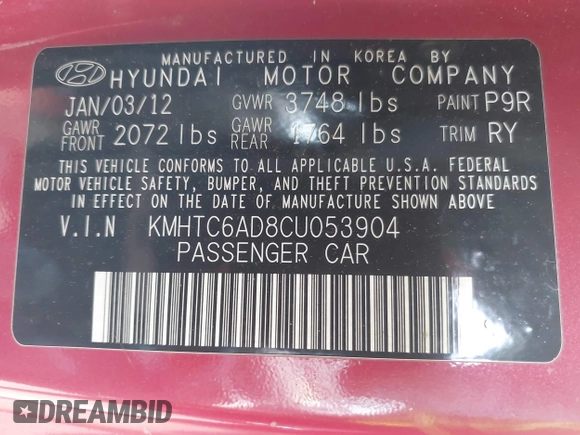 MANUFACTURED IN KOREA BY
HYUNDAI MOTOR COMPANY
JAN/03/12 GVWR 3748 lbs PAINT P9R
GAWR FRONT 2072 lbs GAWR REAR 1764 lbs TRIM RY
THIS VEHICLE CONFORMS TO ALL APPLICABLE U.S.A. FEDERAL
MOTOR VEHICLE SAFETY, BUMPER, AND THEFT PREVENTION STANDARDS
IN EFFECT ON THE DATE OF MANUFACTURE SHOWN ABOVE
V.I.N KMHTC6AD8CU053904
PASSENGER CAR
DREAMBID